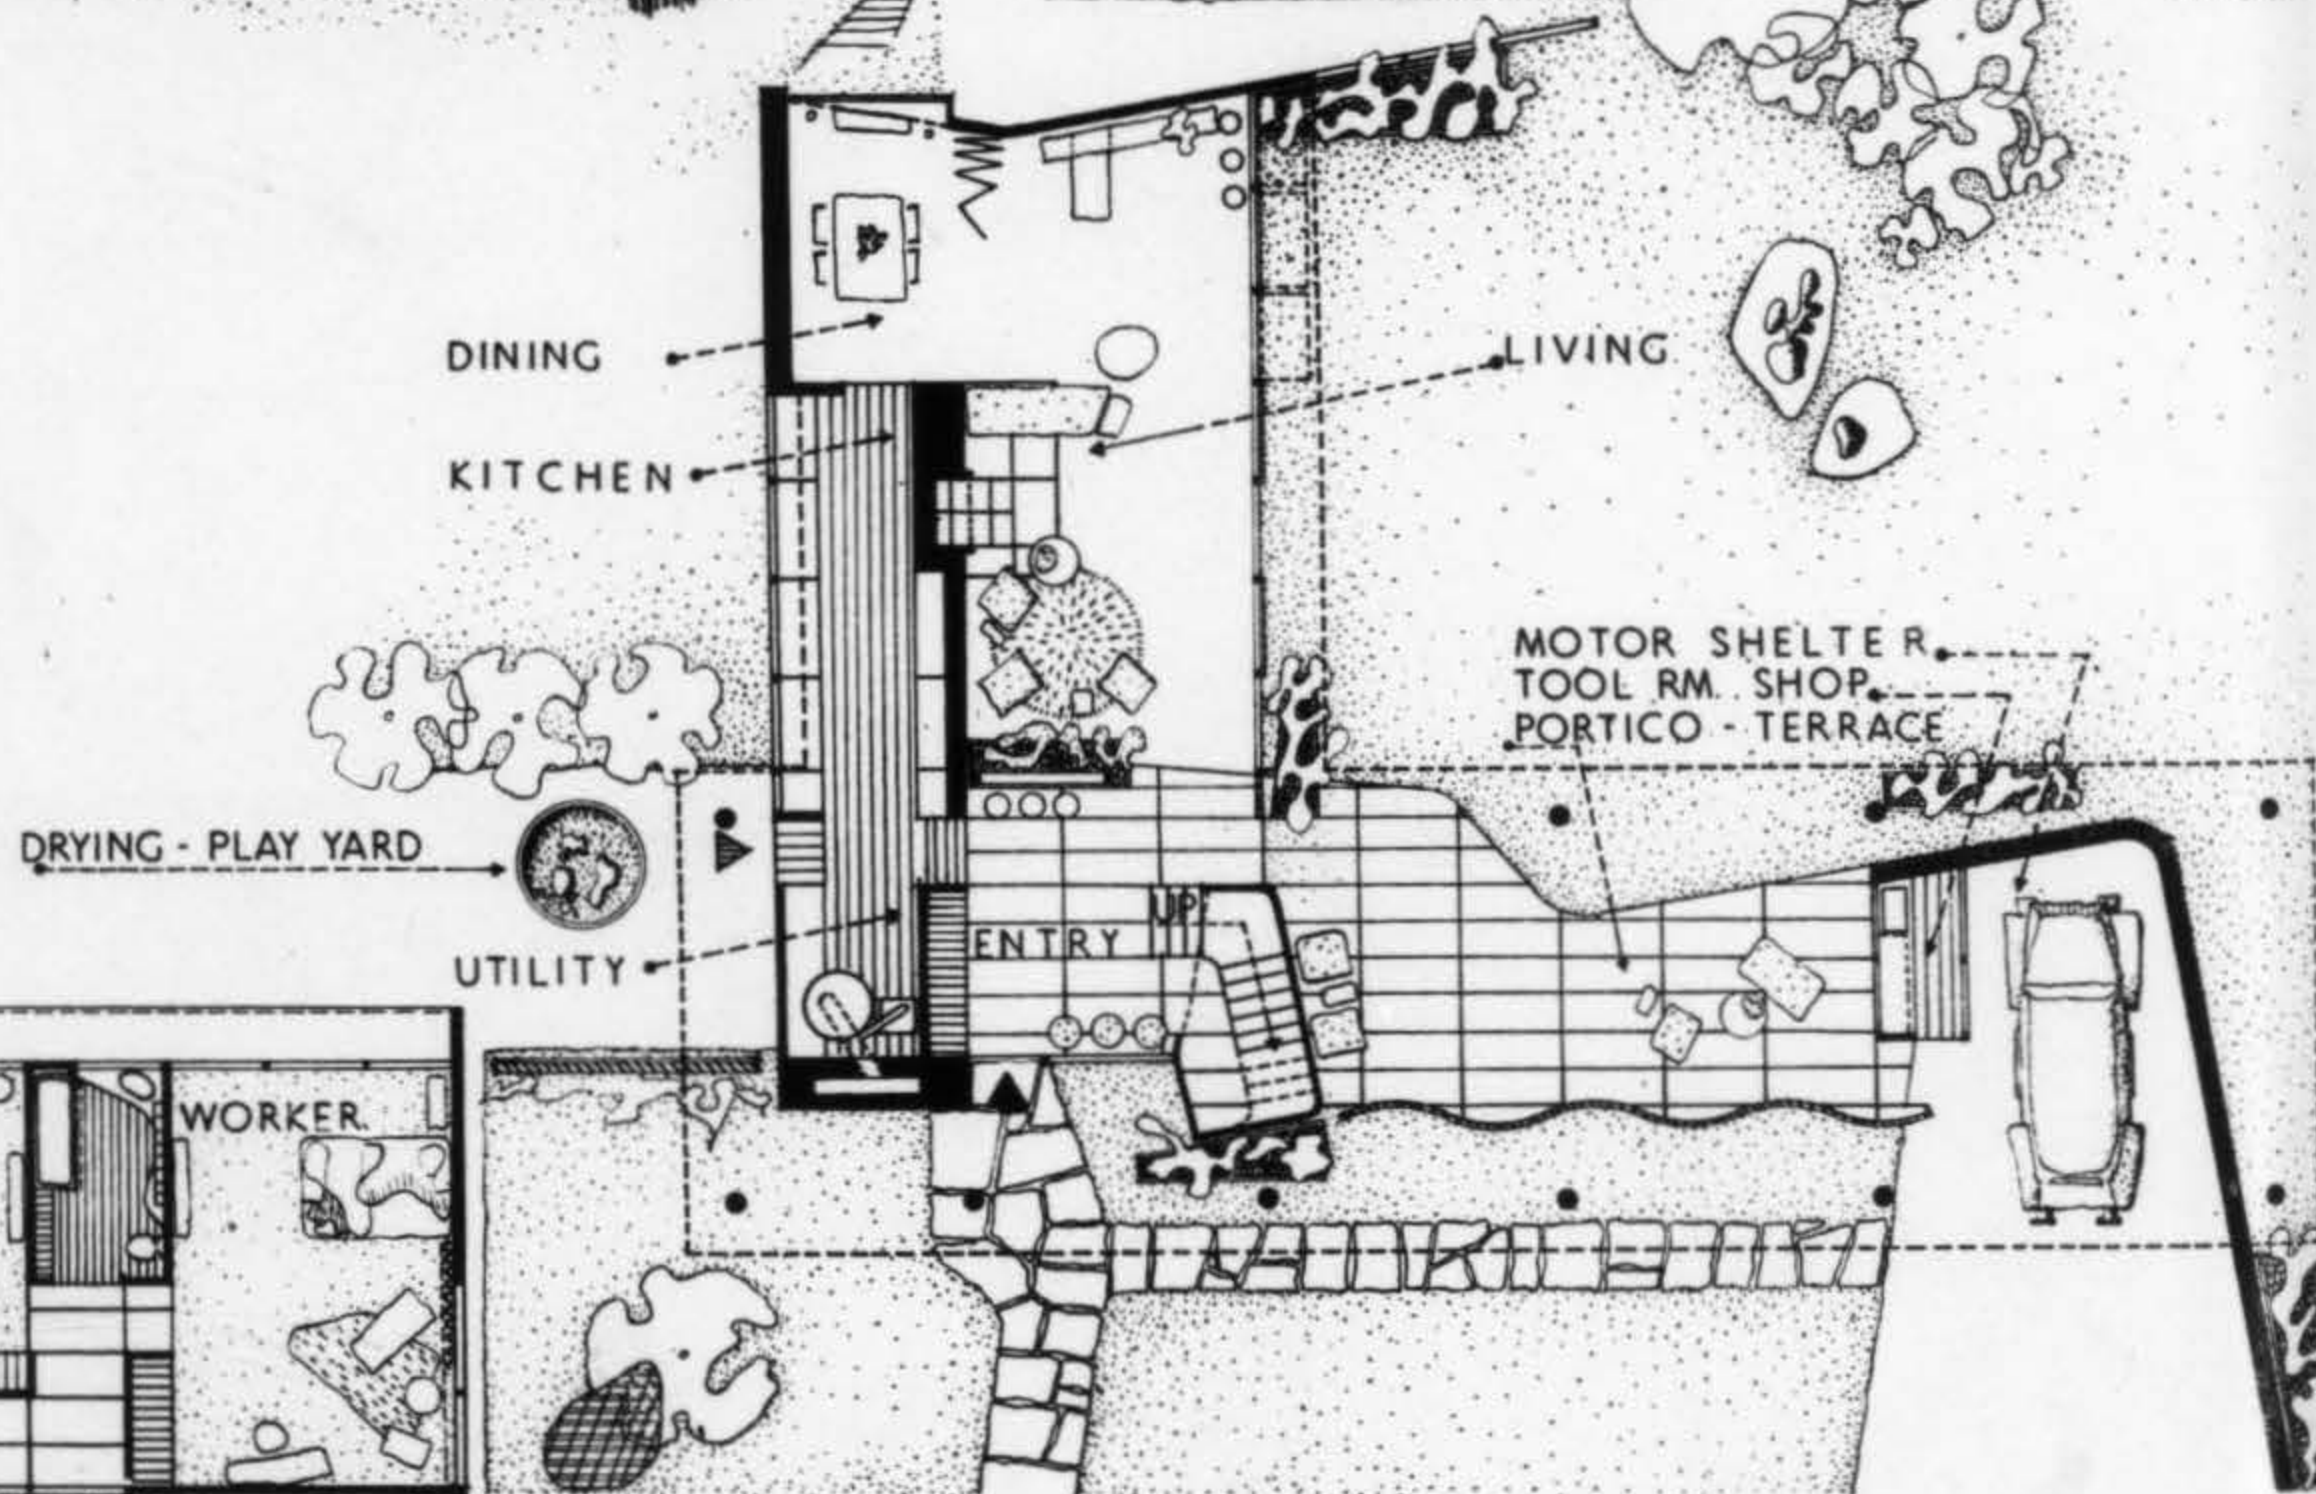 DINING
LIVING
KITCHEN
MOTOR SHELTER
TOOL RM. SHOP
PORTICO - TERRACE
DRYING - PLAY YARD
UP
ENTRY
UTILITY
WORKER